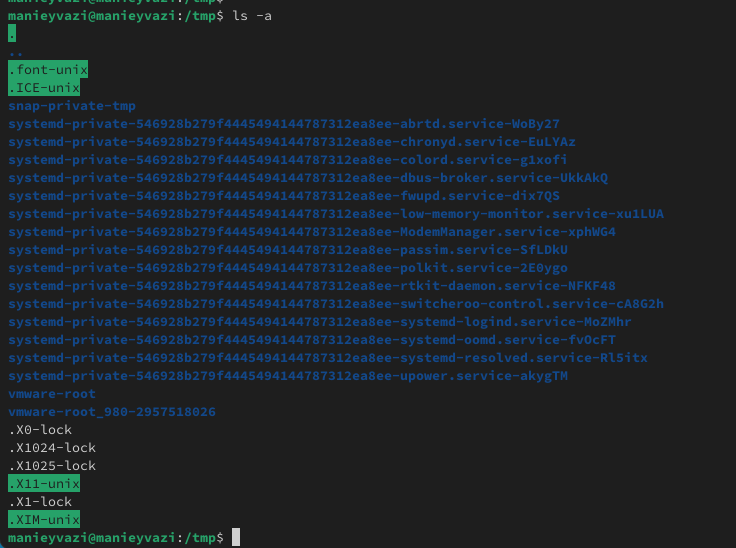 manieyvazi@manieyvazi:/tmp$
manieyvazi@manieyvazi:/tmp$ ls -a
.
..
.font-unix
.ICE-unix
snap-private-tmp
systemd-private-546928b279f4445494144787312ea8ee-abrtd.service-WoBy27
systemd-private-546928b279f4445494144787312ea8ee-chronyd.service-EuLYAz
systemd-private-546928b279f4445494144787312ea8ee-colord.service-g1xofi
systemd-private-546928b279f4445494144787312ea8ee-dbus-broker.service-UkkAkQ
systemd-private-546928b279f4445494144787312ea8ee-fwupd.service-dix7QS
systemd-private-546928b279f4445494144787312ea8ee-low-memory-monitor.service-xu1LUA
systemd-private-546928b279f4445494144787312ea8ee-ModemManager.service-xphWG4
systemd-private-546928b279f4445494144787312ea8ee-passim.service-SfLDkU
systemd-private-546928b279f4445494144787312ea8ee-polkit.service-2E0ygo
systemd-private-546928b279f4445494144787312ea8ee-rtkit-daemon.service-NFKF48
systemd-private-546928b279f4445494144787312ea8ee-switcheroo-control.service-cA8G2h
systemd-private-546928b279f4445494144787312ea8ee-systemd-logind.service-MoZMhr
systemd-private-546928b279f4445494144787312ea8ee-systemd-oomd.service-fvOcFT
systemd-private-546928b279f4445494144787312ea8ee-systemd-resolved.service-Rl5itx
systemd-private-546928b279f4445494144787312ea8ee-upower.service-akygTM
vmware-root
vmware-root_980-2957518026
.X0-lock
.X1024-lock
.X1025-lock
.X11-unix
.X1-lock
.XIM-unix
manieyvazi@manieyvazi:/tmp$